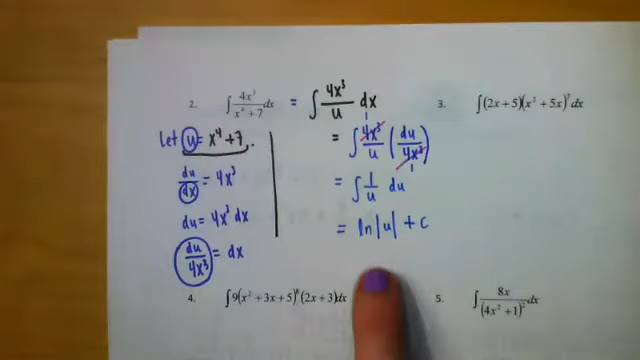 2. ∫ 4x³/(x⁴+7) dx = ∫ 4x³/u dx
3. ∫(2x+5)(x²+5x)⁷dx
Let u = x⁴+7.
= ∫ 4x³/u (du/4x³)
du/dx = 4x³
= ∫ 1/u du
du = 4x³ dx
= ln|u| + C
du/4x³ = dx
4. ∫9(x²+3x+5)⁸(2x+3)dx
5. ∫ 8x/(4x²+1)² dx